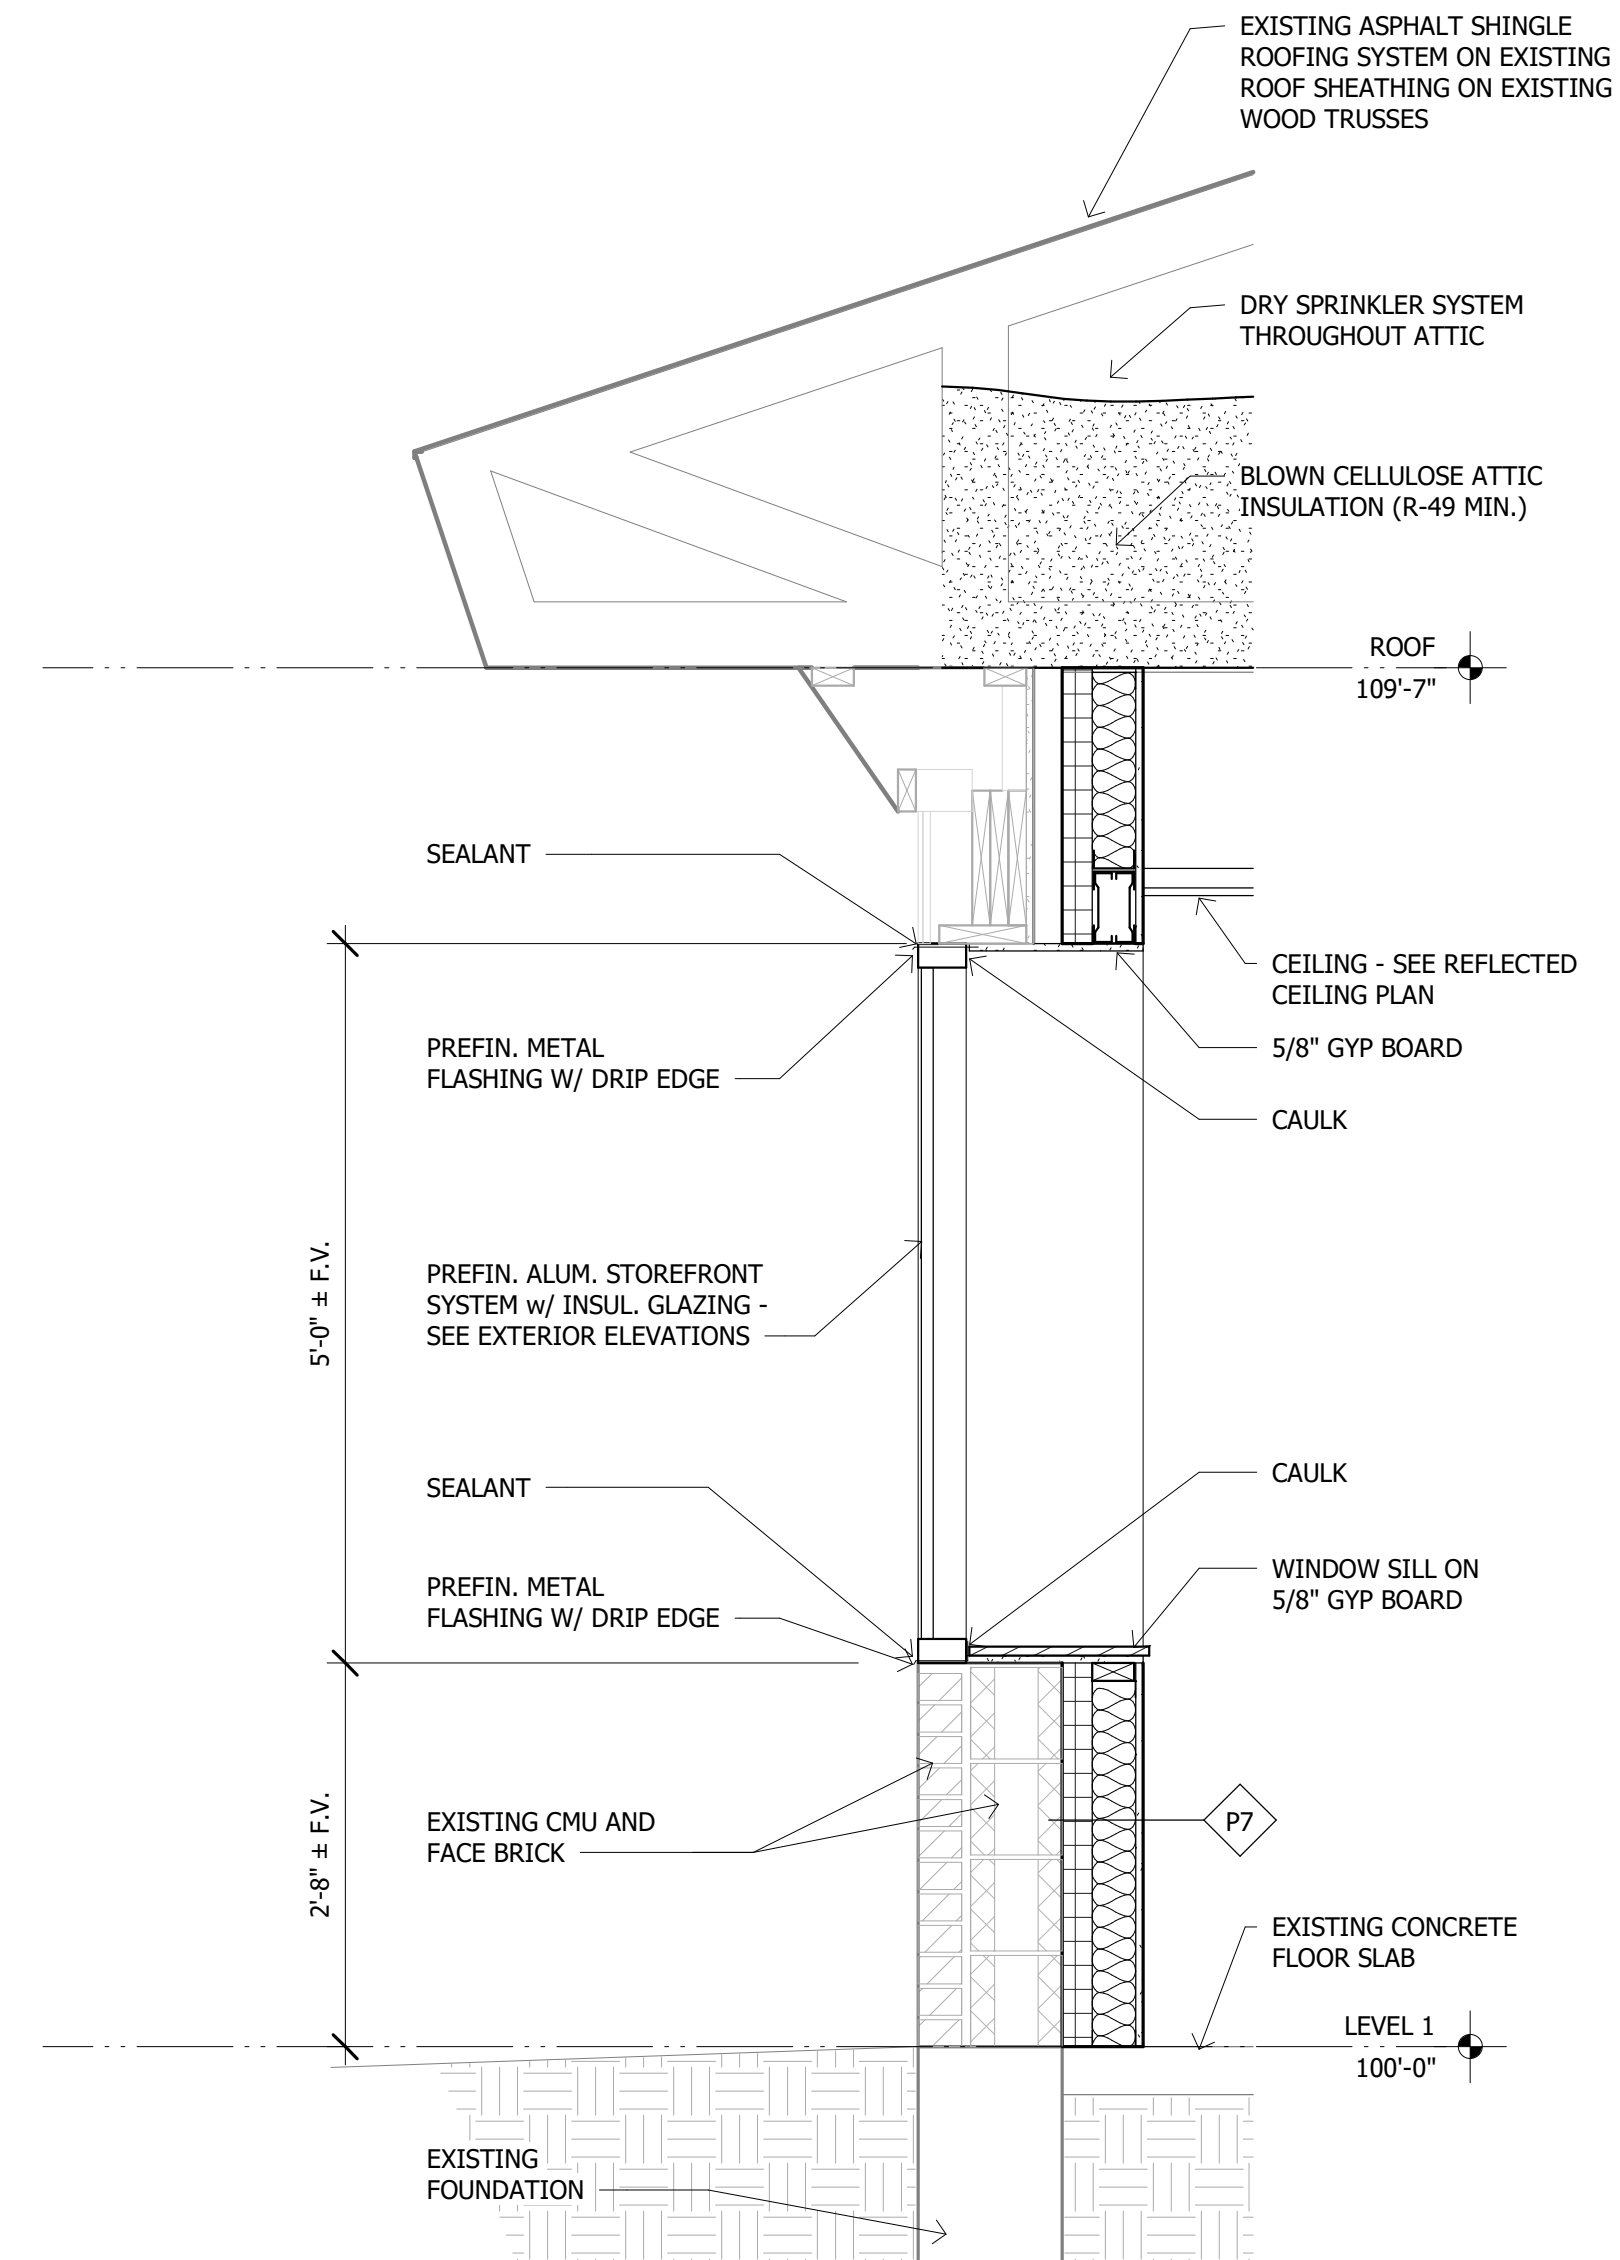 EXISTING ASPHALT SHINGLE
ROOFING SYSTEM ON EXISTING
ROOF SHEATHING ON EXISTING
WOOD TRUSSES
DRY SPRINKLER SYSTEM
THROUGHOUT ATTIC
BLOWN CELLULOSE ATTIC
INSULATION (R-49 MIN.)
ROOF
109'-7"
SEALANT
CEILING - SEE REFLECTED
CEILING PLAN
PREFIN. METAL
FLASHING W/ DRIP EDGE
5/8" GYP BOARD
CAULK
5'-0" ± F.V.
PREFIN. ALUM. STOREFRONT
SYSTEM w/ INSUL. GLAZING -
SEE EXTERIOR ELEVATIONS
SEALANT
CAULK
PREFIN. METAL
FLASHING W/ DRIP EDGE
WINDOW SILL ON
5/8" GYP BOARD
2'-8" ± F.V.
EXISTING CMU AND
FACE BRICK
P7
EXISTING CONCRETE
FLOOR SLAB
LEVEL 1
100'-0"
EXISTING
FOUNDATION